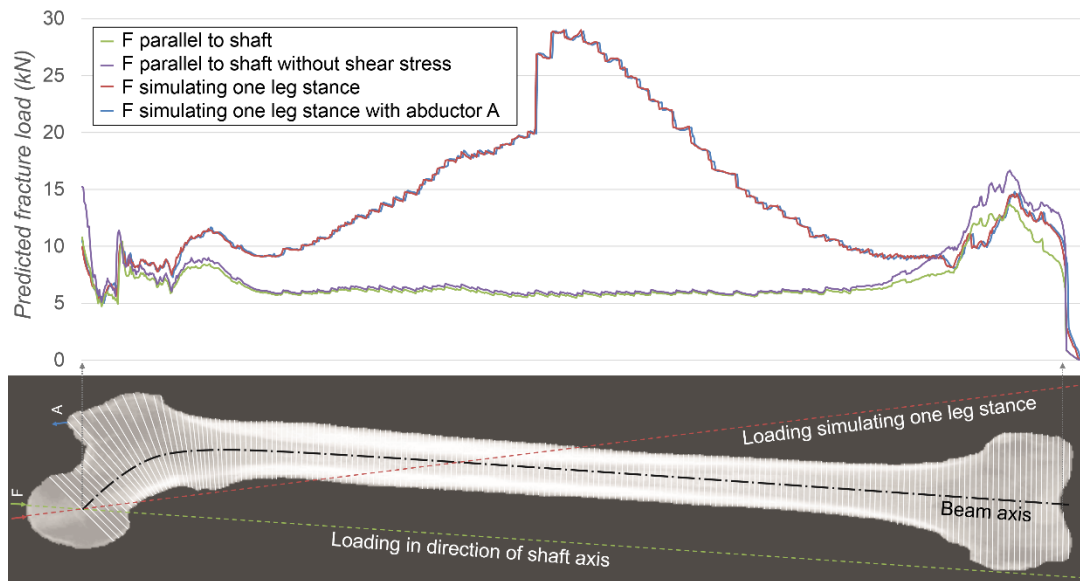 30
25
20
15
10
5
0
Predicted fracture load (kN)
F parallel to shaft
F parallel to shaft without shear stress
F simulating one leg stance
F simulating one leg stance with abductor A
A
F
Loading simulating one leg stance
Beam axis
Loading in direction of shaft axis